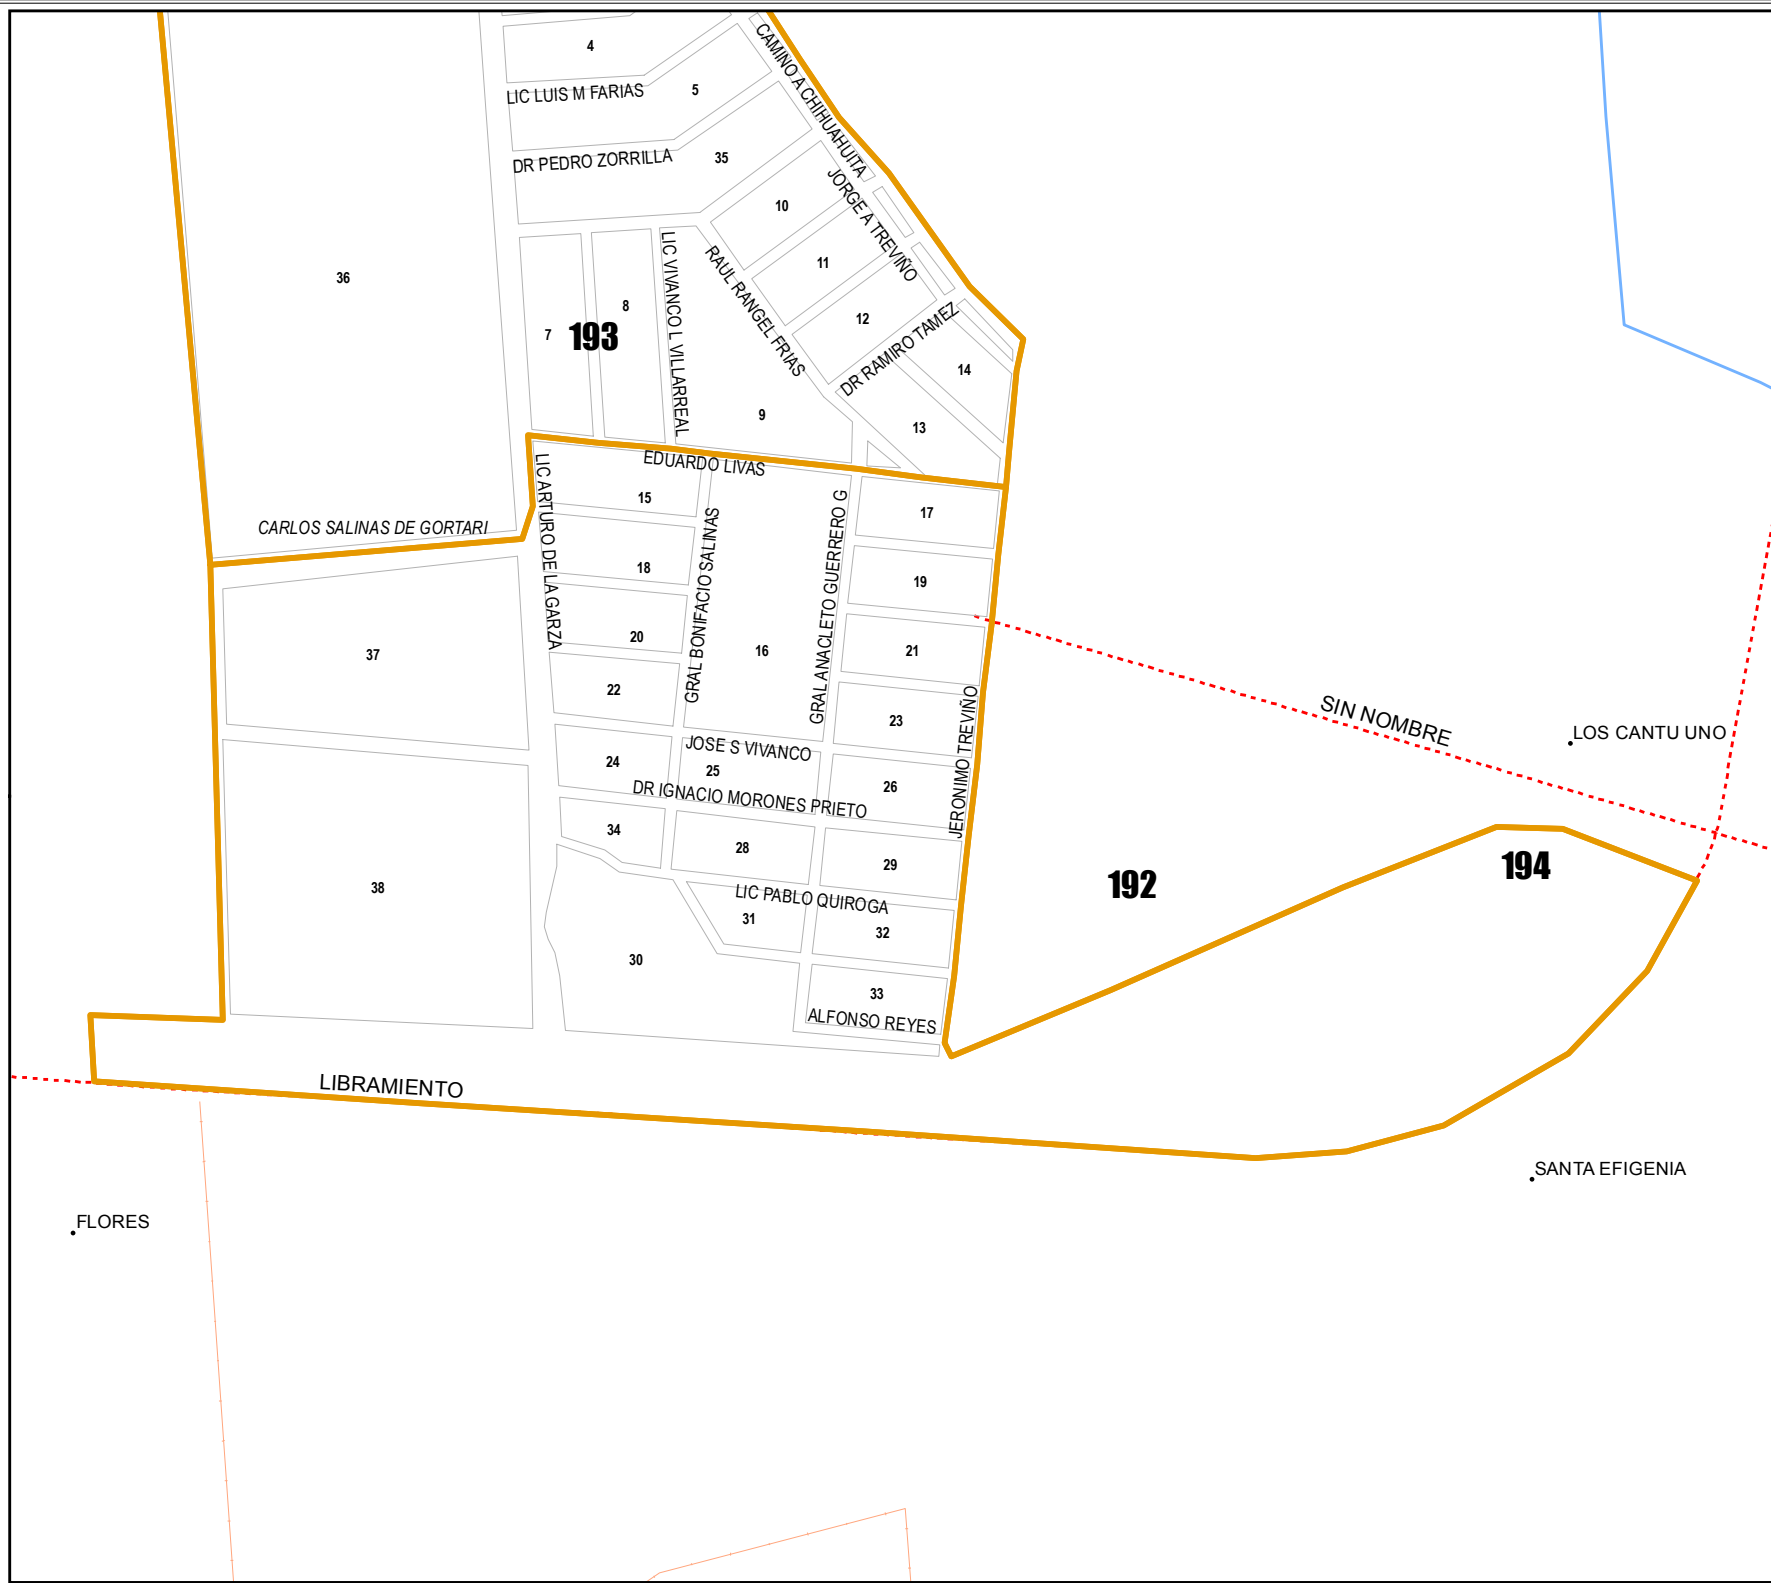 4
CAMINO A CHIHUAHUITA
LIC LUIS M FARIAS
5
DR PEDRO ZORRILLA
35
JORGE A TREVIÑO
10
11
36
LIC VIVANCO L VILLARREAL
RAUL RANGEL FRIAS
8
7
193
12
DR RAMIRO TAMEZ
14
9
13
EDUARDO LIVAS
LIC ARTURO DE LA GARZA
15
GRAL BONIFACIO SALINAS
GRAL ANACLETO GUERRERO G
17
CARLOS SALINAS DE GORTARI
18
19
20
16
21
37
22
23
JERONIMO TREVIÑO
SIN NOMBRE
LOS CANTU UNO
JOSE S VIVANCO
24
25
26
DR IGNACIO MORONES PRIETO
34
28
29
194
192
38
LIC PABLO QUIROGA
31
32
30
33
ALFONSO REYES
LIBRAMIENTO
SANTA EFIGENIA
FLORES